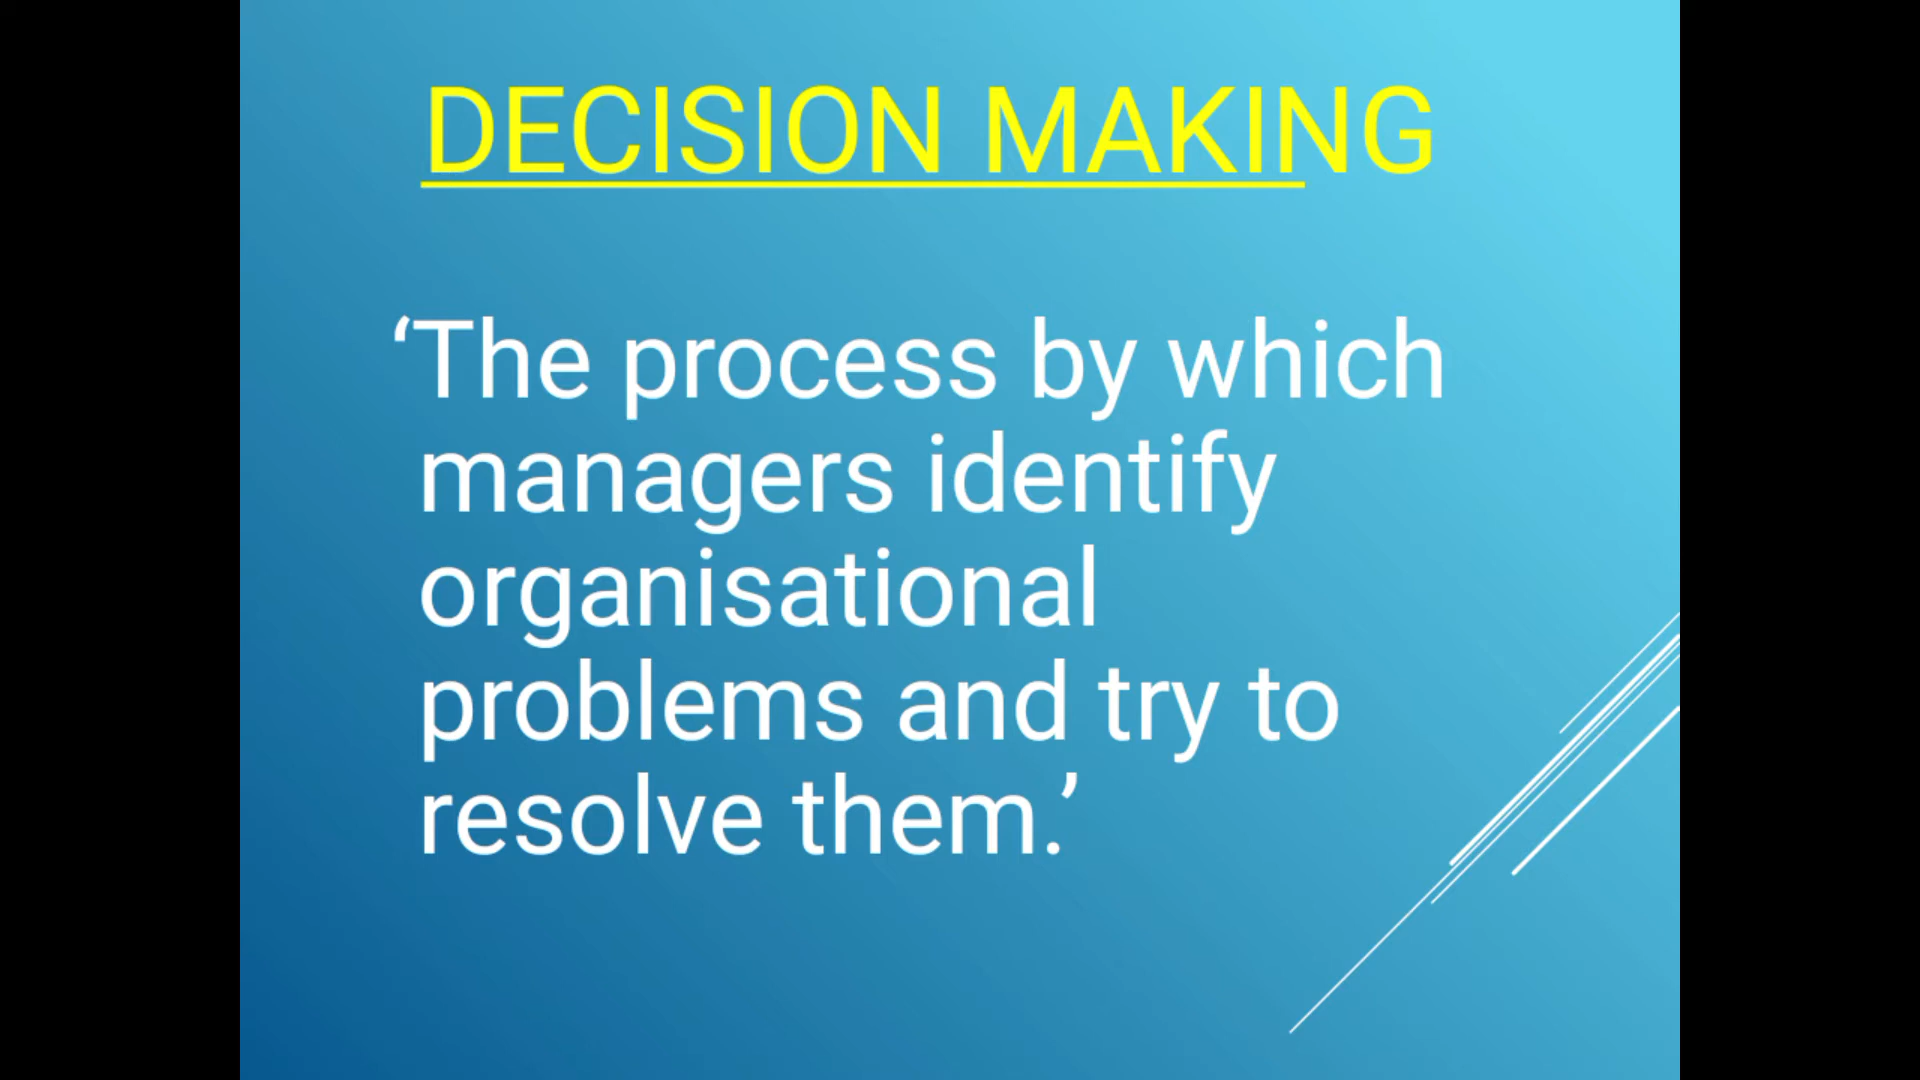 DECISION MAKING
‘The process by which
managers identify
organisational
problems and try to
resolve them.’